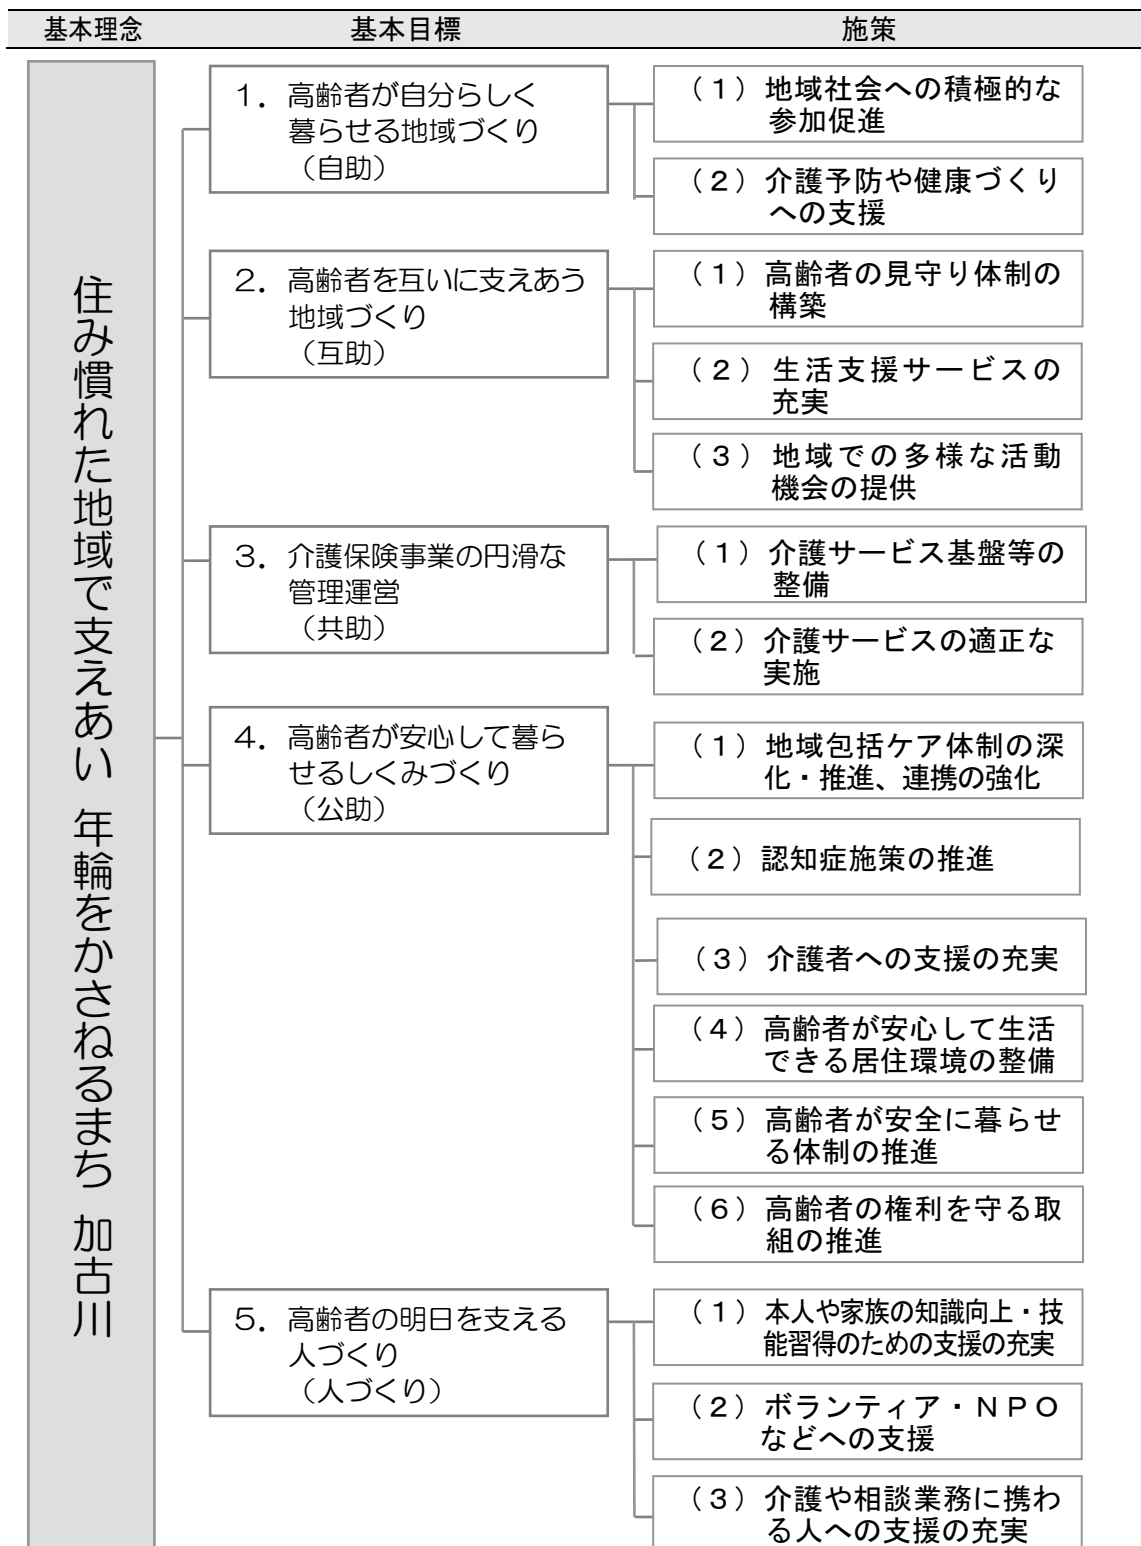 基本理念 基本目標 施策
住み慣れた地域で支えあい 年輪をかさねるまち 加古川
1．高齢者が自分らしく
暮らせる地域づくり
（自助）
（1）地域社会への積極的な
参加促進
（2）介護予防や健康づくり
への支援
2．高齢者を互いに支えあう
地域づくり
（互助）
（1）高齢者の見守り体制の
構築
（2）生活支援サービスの
充実
（3）地域での多様な活動
機会の提供
3．介護保険事業の円滑な
管理運営
（共助）
（1）介護サービス基盤等の
整備
（2）介護サービスの適正な
実施
4．高齢者が安心して暮ら
せるしくみづくり
（公助）
（1）地域包括ケア体制の深
化・推進、連携の強化
（2）認知症施策の推進
（3）介護者への支援の充実
（4）高齢者が安心して生活
できる居住環境の整備
（5）高齢者が安全に暮らせ
る体制の推進
（6）高齢者の権利を守る取
組の推進
5．高齢者の明日を支える
人づくり
（人づくり）
（1）本人や家族の知識向上・技
能習得のための支援の充実
（2）ボランティア・ＮＰＯ
などへの支援
（3）介護や相談業務に携わ
る人への支援の充実